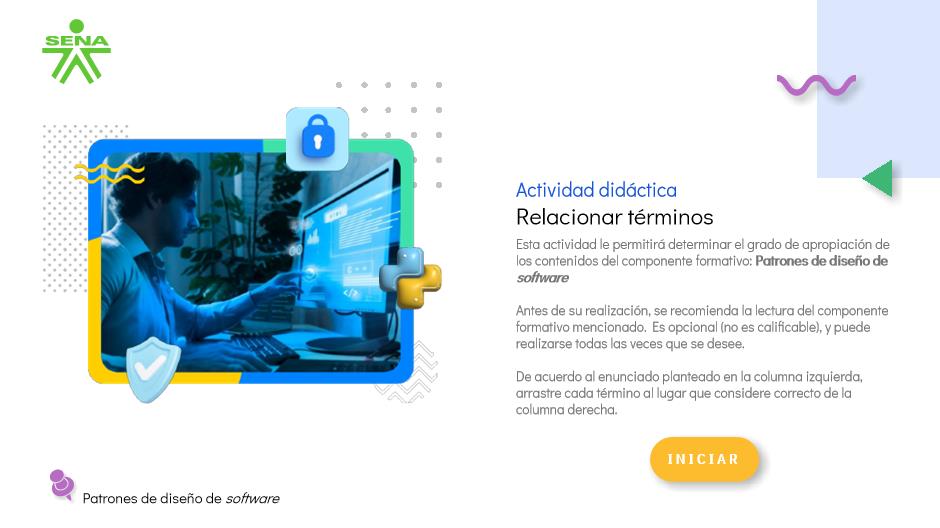 SENA
Actividad didáctica
Relacionar términos
Esta actividad le permitirá determinar el grado de apropiación de
los contenidos del componente formativo: Patrones de diseño de
software
Antes de su realización, se recomienda la lectura del componente
formativo mencionado. Es opcional (no es calificable), y puede
realizarse todas las veces que se desee.
De acuerdo al enunciado planteado en la columna izquierda,
arrastre cada término al lugar que considere correcto de la
columna derecha.
INICIAR
Patrones de diseño de software